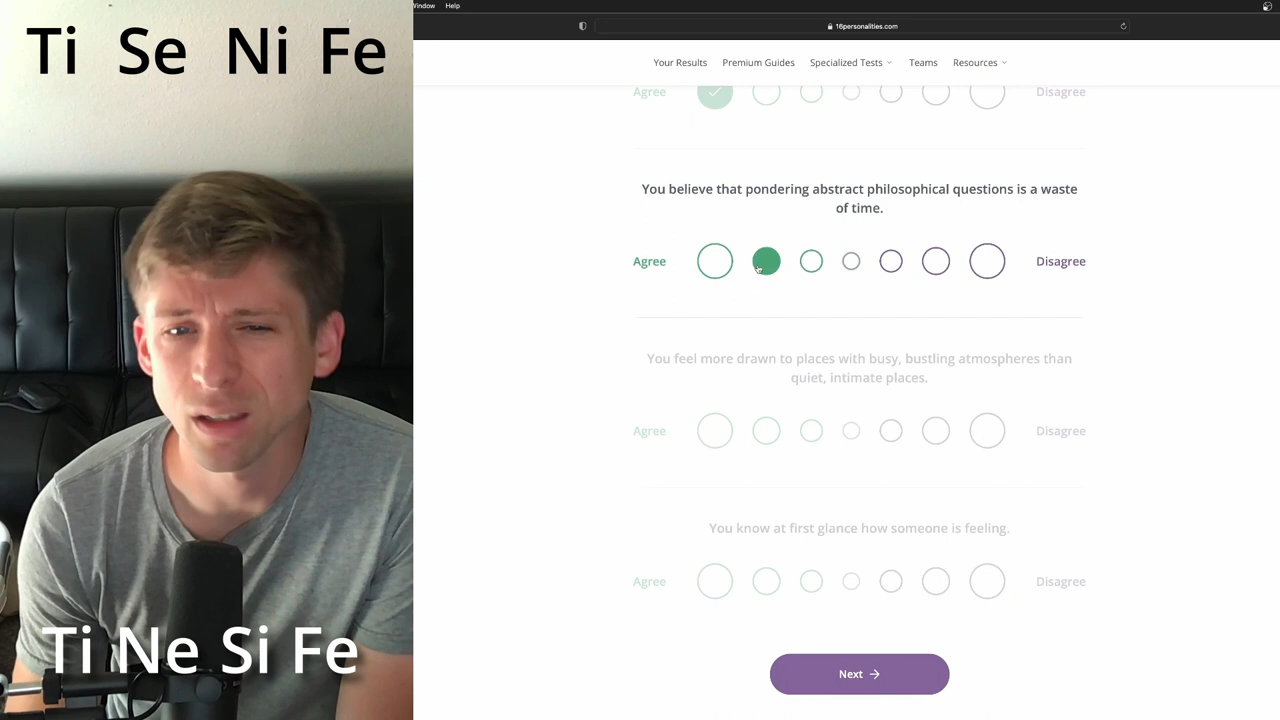 Ti Se Ni Fe
Window Help
16personalities.com
Your Results Premium Guides Specialized Tests Teams Resources
Agree Disagree
You believe that pondering abstract philosophical questions is a waste
of time.
Agree Disagree
You feel more drawn to places with busy, bustling atmospheres than
quiet, intimate places.
Agree Disagree
You know at first glance how someone is feeling.
Agree Disagree
Next
Ti Ne Si Fe